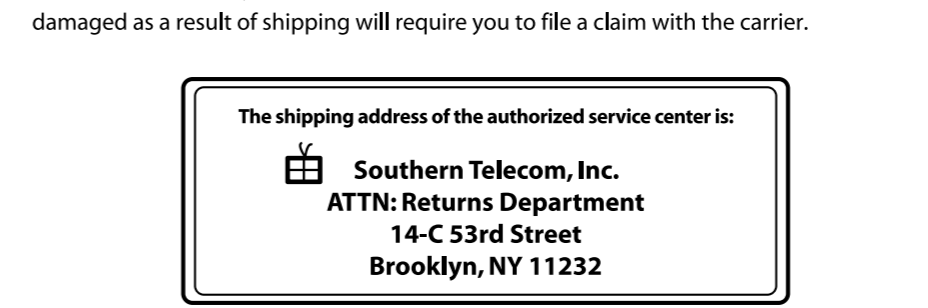 damaged as a result of shipping will require you to file a claim with the carrier.
The shipping address of the authorized service center is:
Southern Telecom, Inc.
ATTN: Returns Department
14-C 53rd Street
Brooklyn, NY 11232